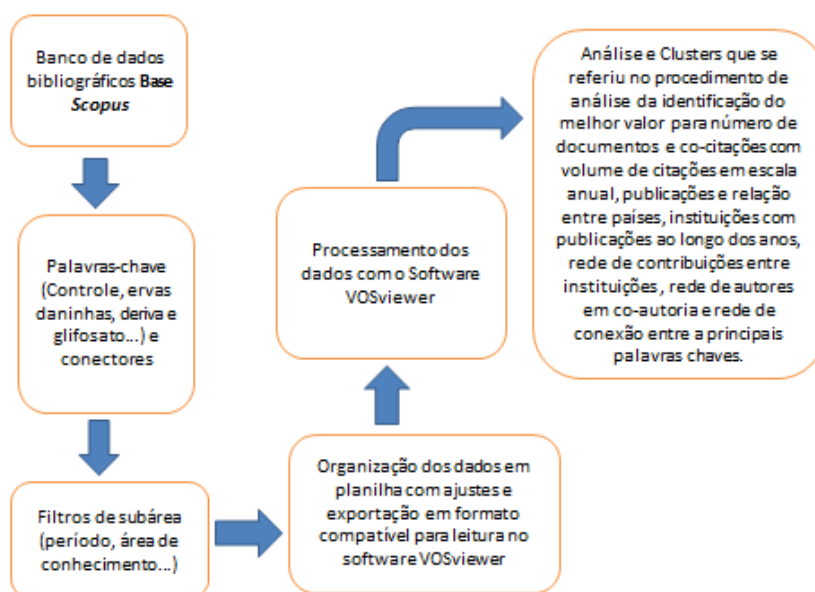 Banco de dados
bibliográficos Base
Scopus
Palavras-chave
(Controle, ervas
daninhas, deriva e
glifosato...) e
conectores
Filtros de subárea
(período, área de
conhecimento...)
Organização dos dados em
planilha com ajustes e
exportação em formato
compatível para leitura no
software VOSviewer
Processamento dos
dados com o Software
VOSviewer
Análise e Clusters que se
referiu no procedimento de
análise da identificação do
melhor valor para número de
documentos e co-citações com
volume de citações em escala
anual, publicações e relação
entre países, instituições com
publicações ao longo dos anos,
rede de contribuições entre
instituições, rede de autores
em co-autoria e rede de
conexão entre a principais
palavras chaves.